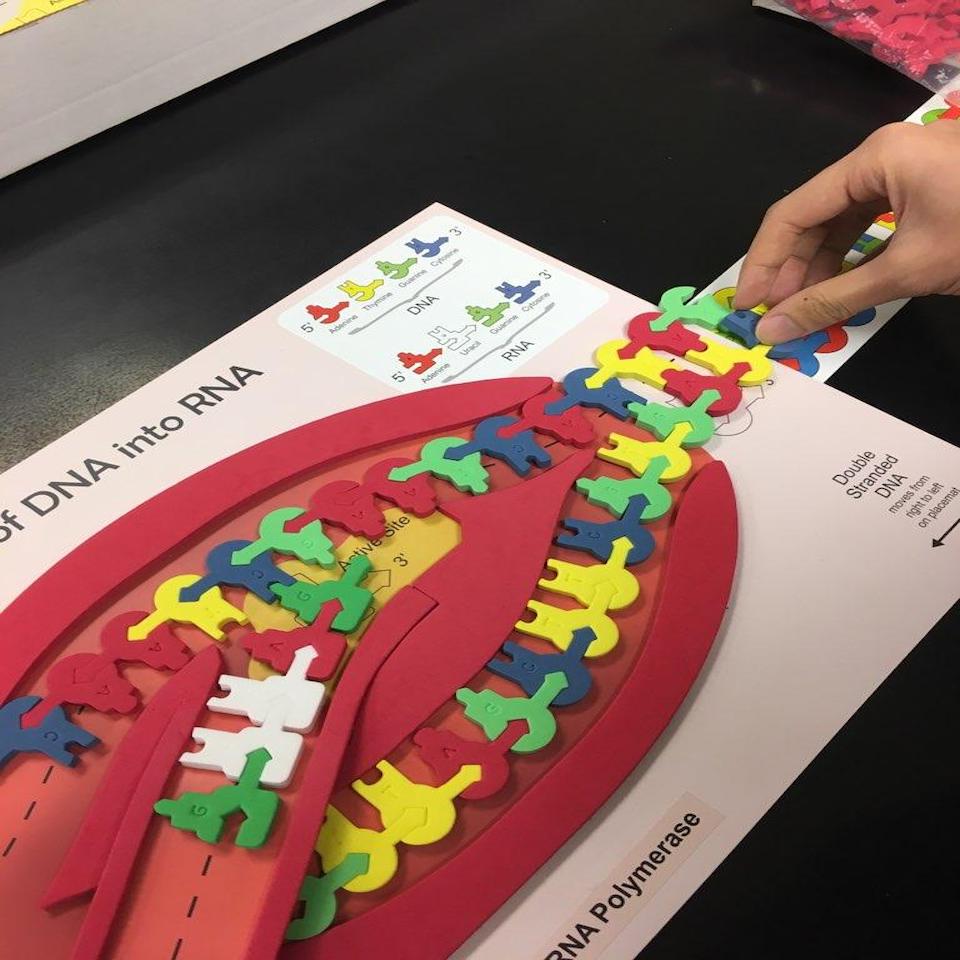 of DNA into RNA
5' 3'
Adenine Thymine Guanine Cytosine
DNA
5' 3'
Adenine Uracil Guanine Cytosine
RNA
Active Site
3'
Double
Stranded
DNA
moves from
right to left
on placemat
RNA Polymerase